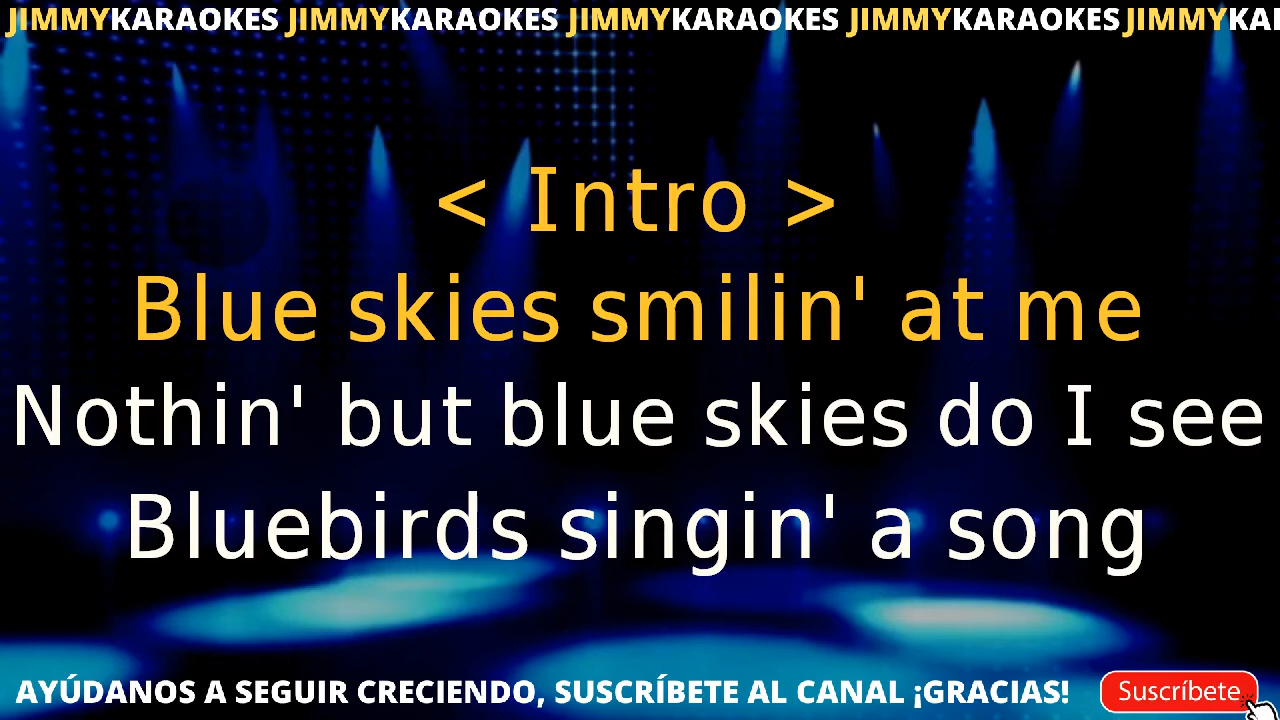 JIMMYKARAOKES JIMMYKARAOKES JIMMYKARAOKES JIMMYKARAOKES JIMMYKA
< Intro >
Blue skies smilin' at me
Nothin' but blue skies do I see
Bluebirds singin' a song
AYÚDANOS A SEGUIR CRECIENDO, SUSCRÍBETE AL CANAL ¡GRACIAS! Suscríbete